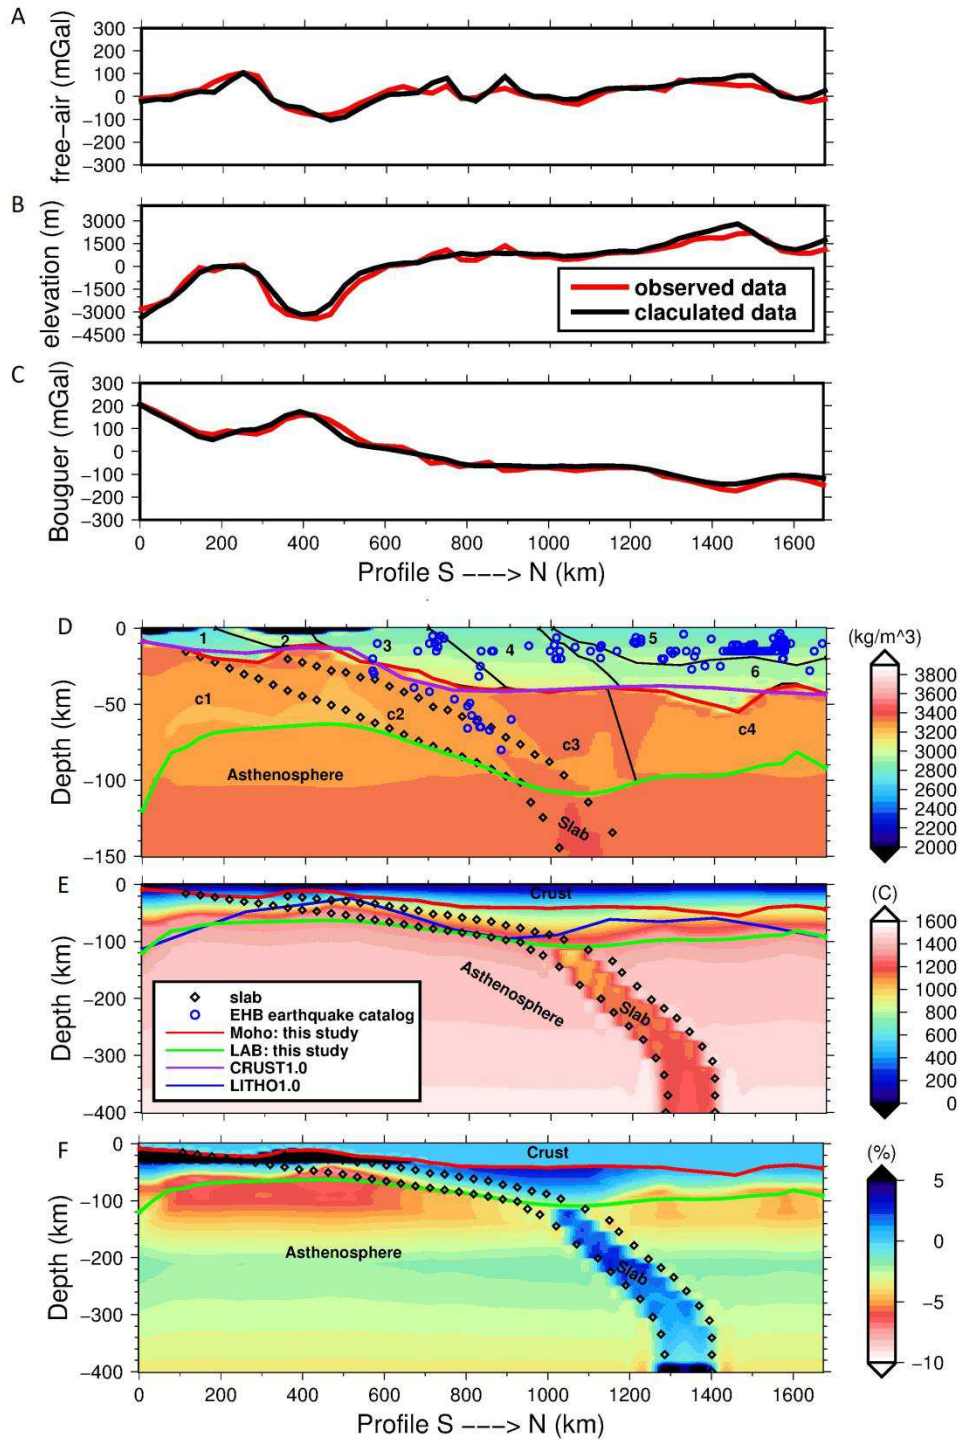 A
300
200
100
0
−100
−200
−300
free−air (mGal)
B
3000
1500
0
−1500
−3000
−4500
elevation (m)
observed data
claculated data
C
300
200
100
0
−100
−200
−300
Bouguer (mGal)
0 200 400 600 800 1000 1200 1400 1600
Profile S −−−> N (km)
D
0
−50
−100
−150
Depth (km)
1 2 3 4 5 6
c1 c2 c3 c4
Asthenosphere
Slab
(kg/m^3)
3800
3600
3400
3200
3000
2800
2600
2400
2200
2000
E
0
−100
−200
−300
−400
Depth (km)
Crust
Asthenosphere
Slab
slab
EHB earthquake catalog
Moho: this study
LAB: this study
CRUST1.0
LITHO1.0
(C)
1600
1400
1200
1000
800
600
400
200
0
F
0
−100
−200
−300
−400
Depth (km)
Crust
Asthenosphere
Slab
(%)
5
0
−5
−10
0 200 400 600 800 1000 1200 1400 1600
Profile S −−−> N (km)